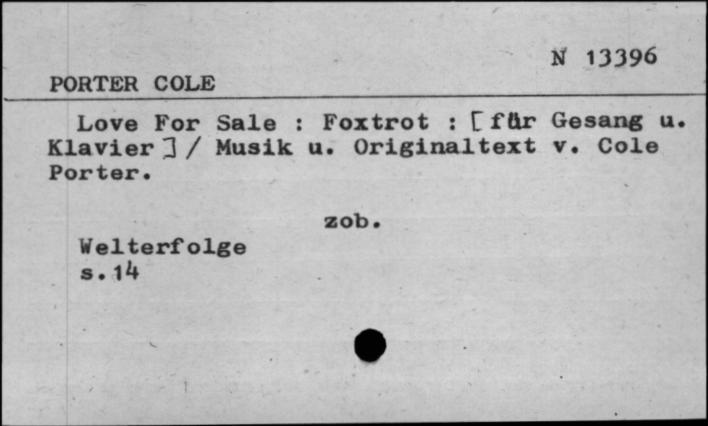 N 13396
PORTER COLE
Love For Sale : Foxtrot : [für Gesang u.
Klavier] / Musik u. Originaltext v. Cole
Porter.
zob.
Welterfolge
s.14